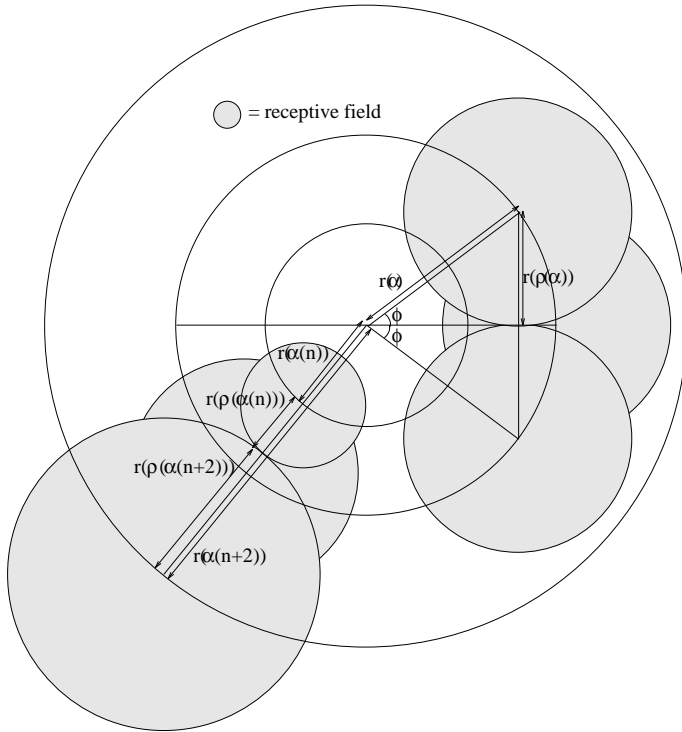 = receptive field
r(α)
r(ρ(α))
ϕ
ϕ
r(α(n))
r(ρ(α(n)))
r(ρ(α(n+2)))
r(α(n+2))